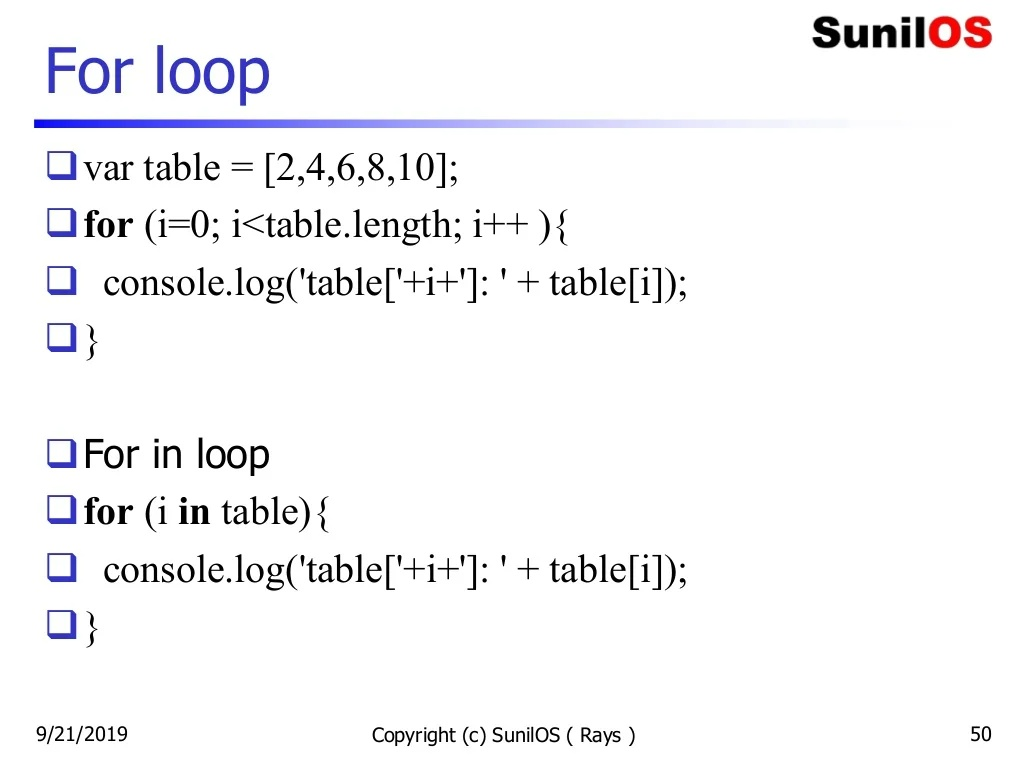 SunilOS
For loop
var table = [2,4,6,8,10];
for (i=0; i<table.length; i++ ){
console.log('table['+i+']: ' + table[i]);
}
For in loop
for (i in table){
console.log('table['+i+']: ' + table[i]);
}
9/21/2019
Copyright (c) SunilOS ( Rays )
50